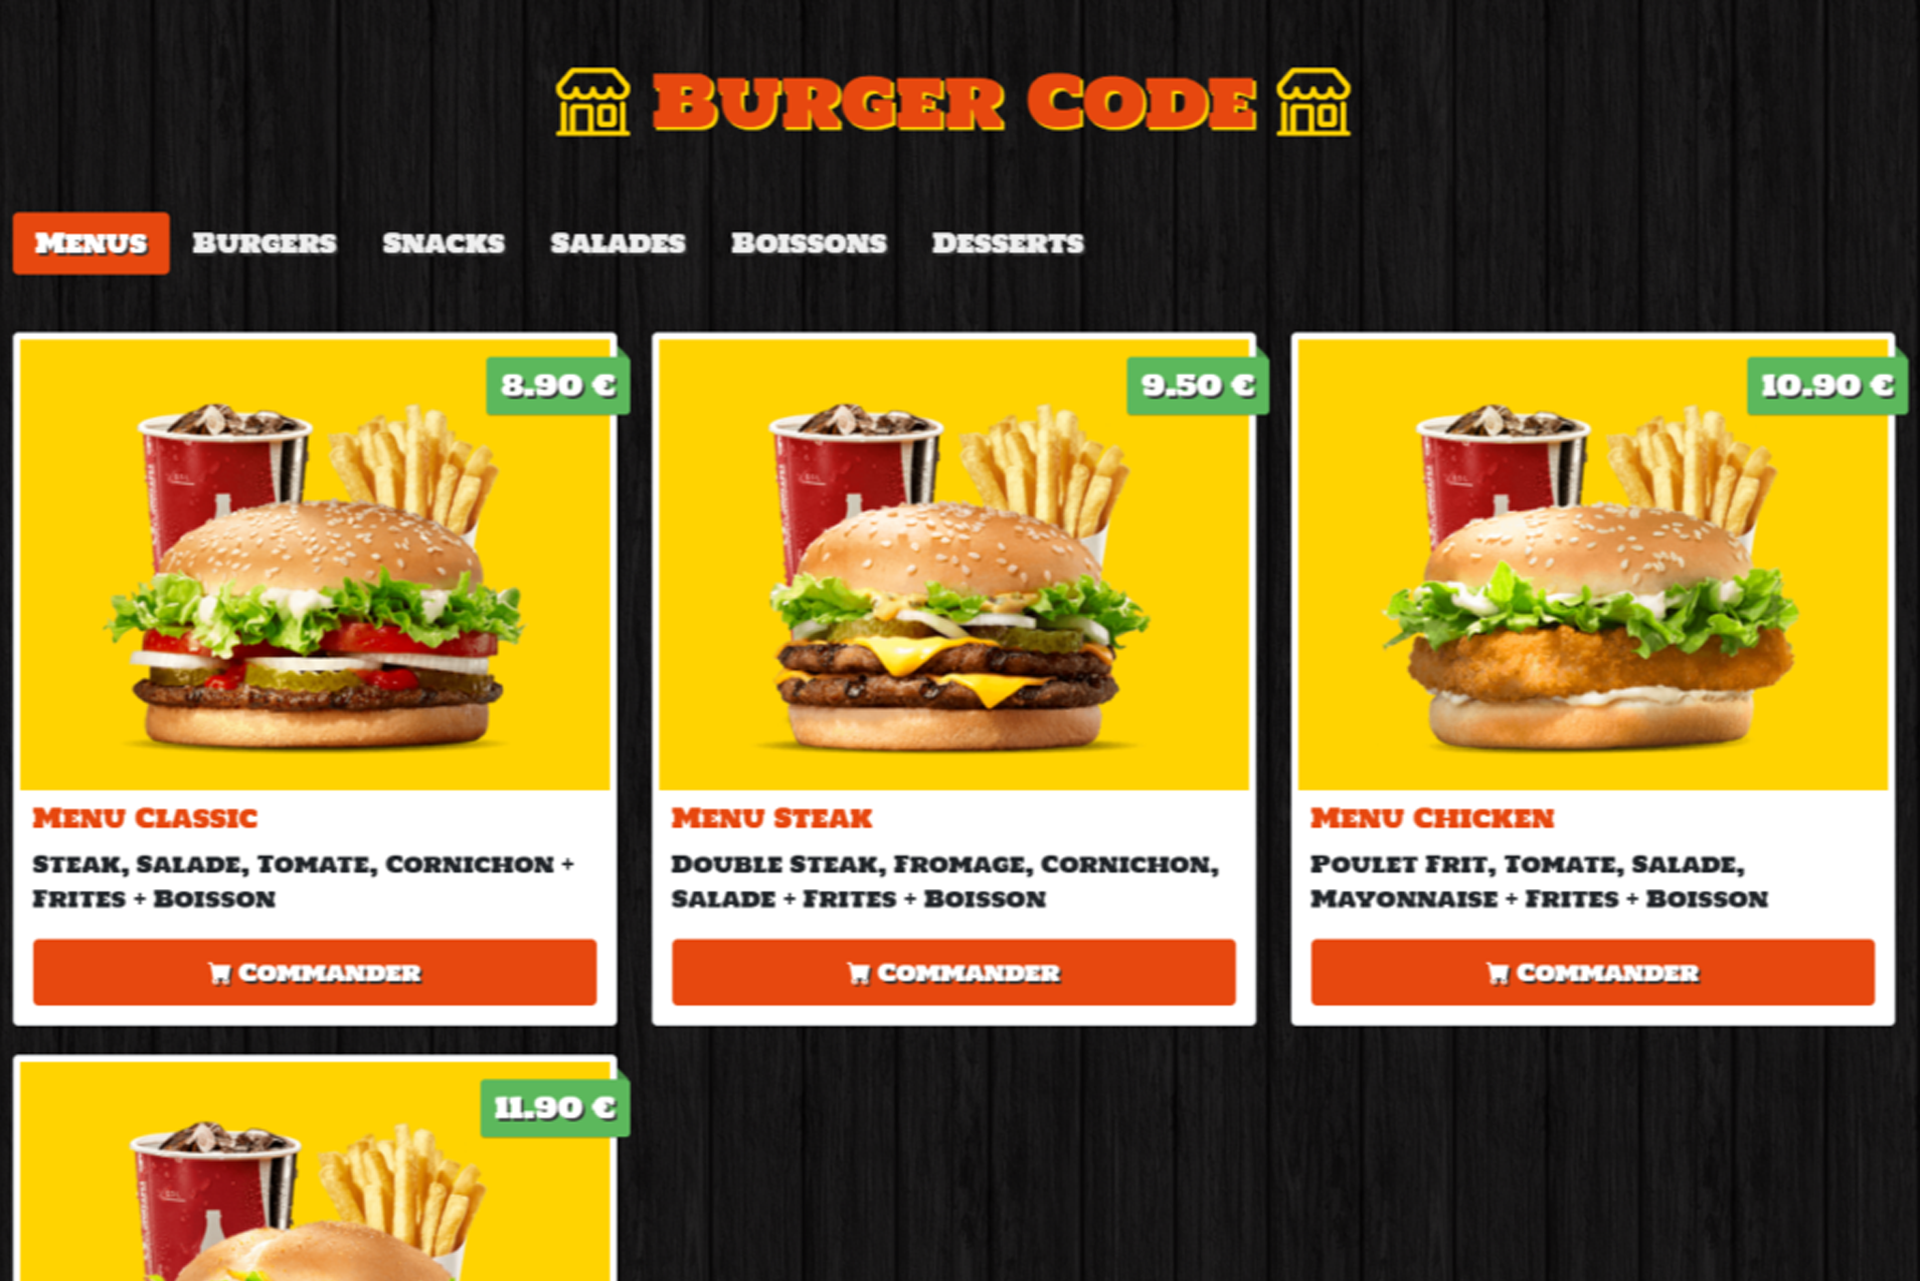 Burger Code
Menus Burgers Snacks Salades Boissons Desserts
8.90 €
9.50 €
10.90 €
Menu Classic
Steak, Salade, Tomate, Cornichon +
Frites + Boisson
Commander
Menu Steak
Double Steak, Fromage, Cornichon,
Salade + Frites + Boisson
Commander
Menu Chicken
Poulet Frit, Tomate, Salade,
Mayonnaise + Frites + Boisson
Commander
11.90 €